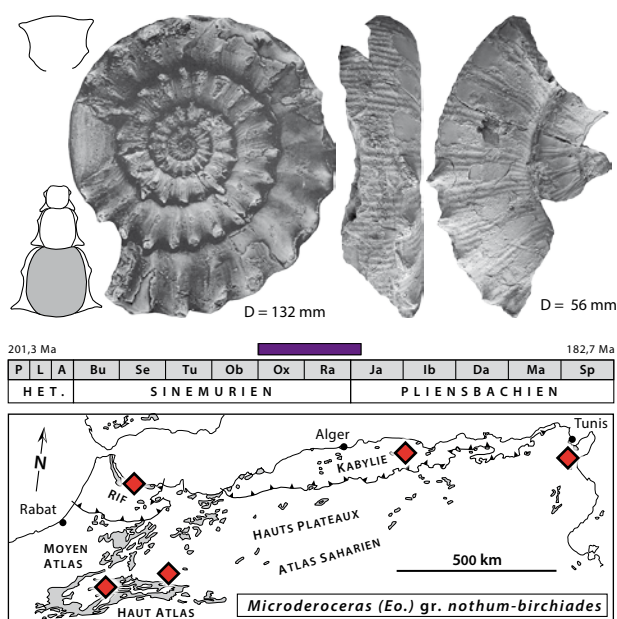 D = 132 mm
D = 56 mm
201,3 Ma
182,7 Ma
P L A Bu Se Tu Ob Ox Ra Ja Ib Da Ma Sp
HET. SINEMURIEN PLIENSBACHIEN
Tunis
Alger
N
KABYLIE
RIF
Rabat
HAUTS PLATEAUX
MOYEN
ATLAS
ATLAS SAHARIEN
500 km
HAUT ATLAS
Microderoceras (Eo.) gr. nothum-birchiades